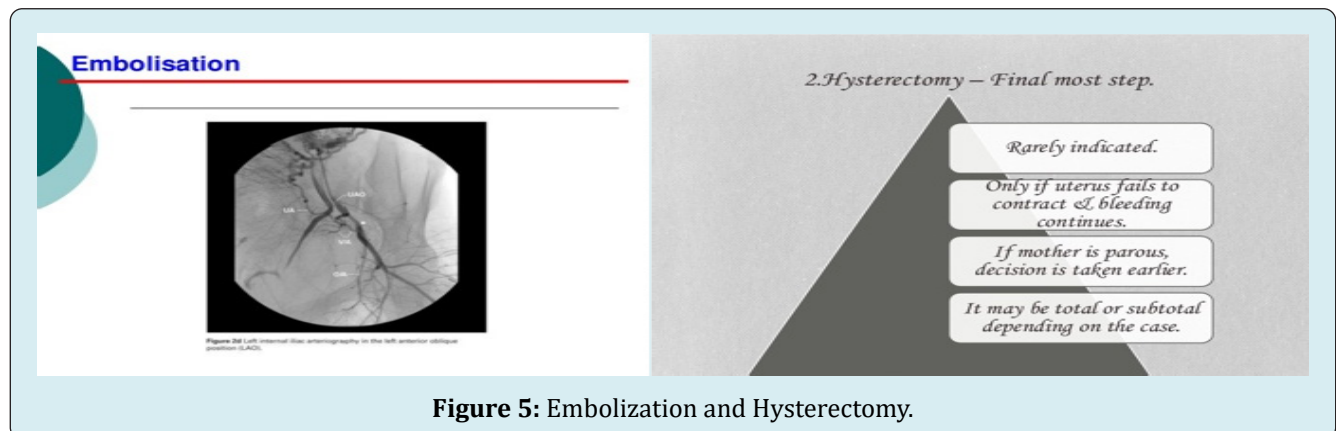 Embolisation
UAO
UA
Figure 2d Left internal iliac arteriography in the left anterior oblique
position (LAO).
2.Hysterectomy – Final most step.
Rarely indicated.
Only if uterus fails to
contract & bleeding
continues.
If mother is parous,
decision is taken earlier.
It may be total or subtotal
depending on the case.
Figure 5: Embolization and Hysterectomy.